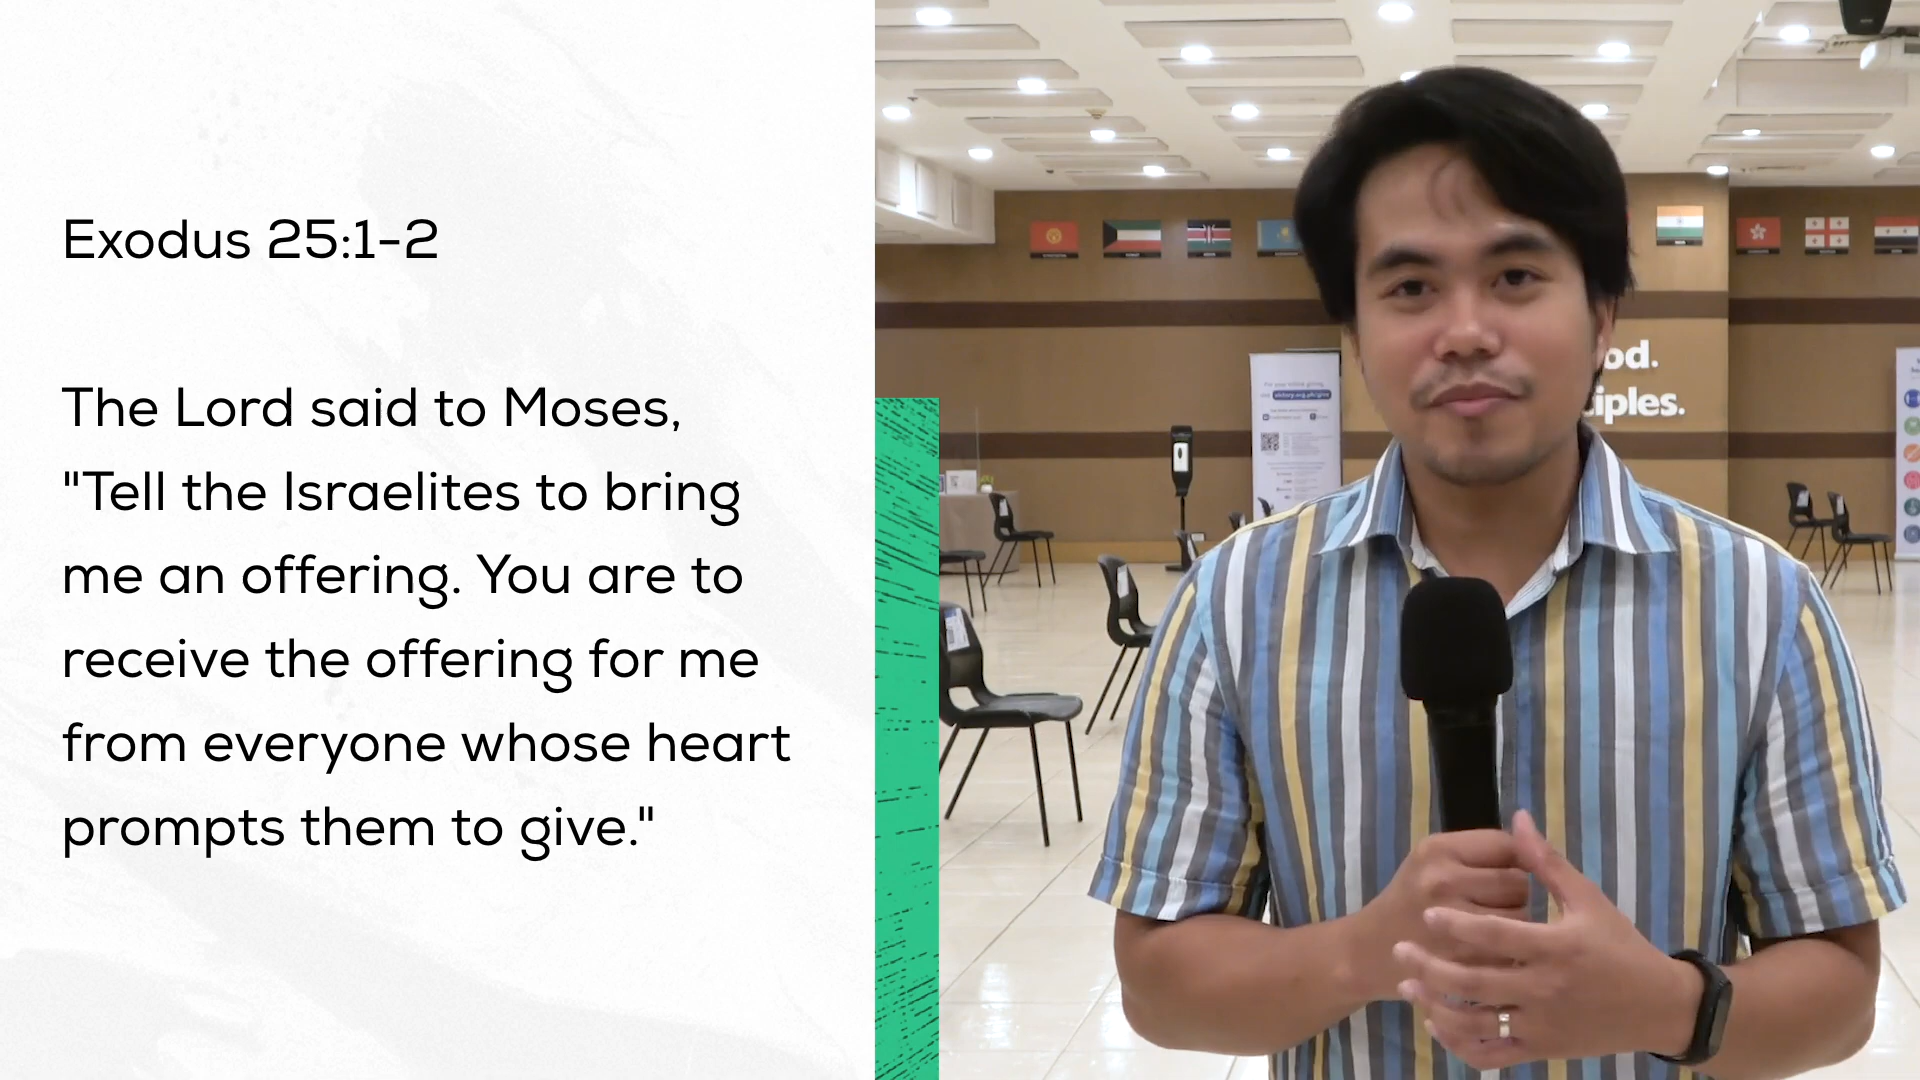 Exodus 25:1-2
The Lord said to Moses,
"Tell the Israelites to bring
me an offering. You are to
receive the offering for me
from everyone whose heart
prompts them to give."
od.
iples.